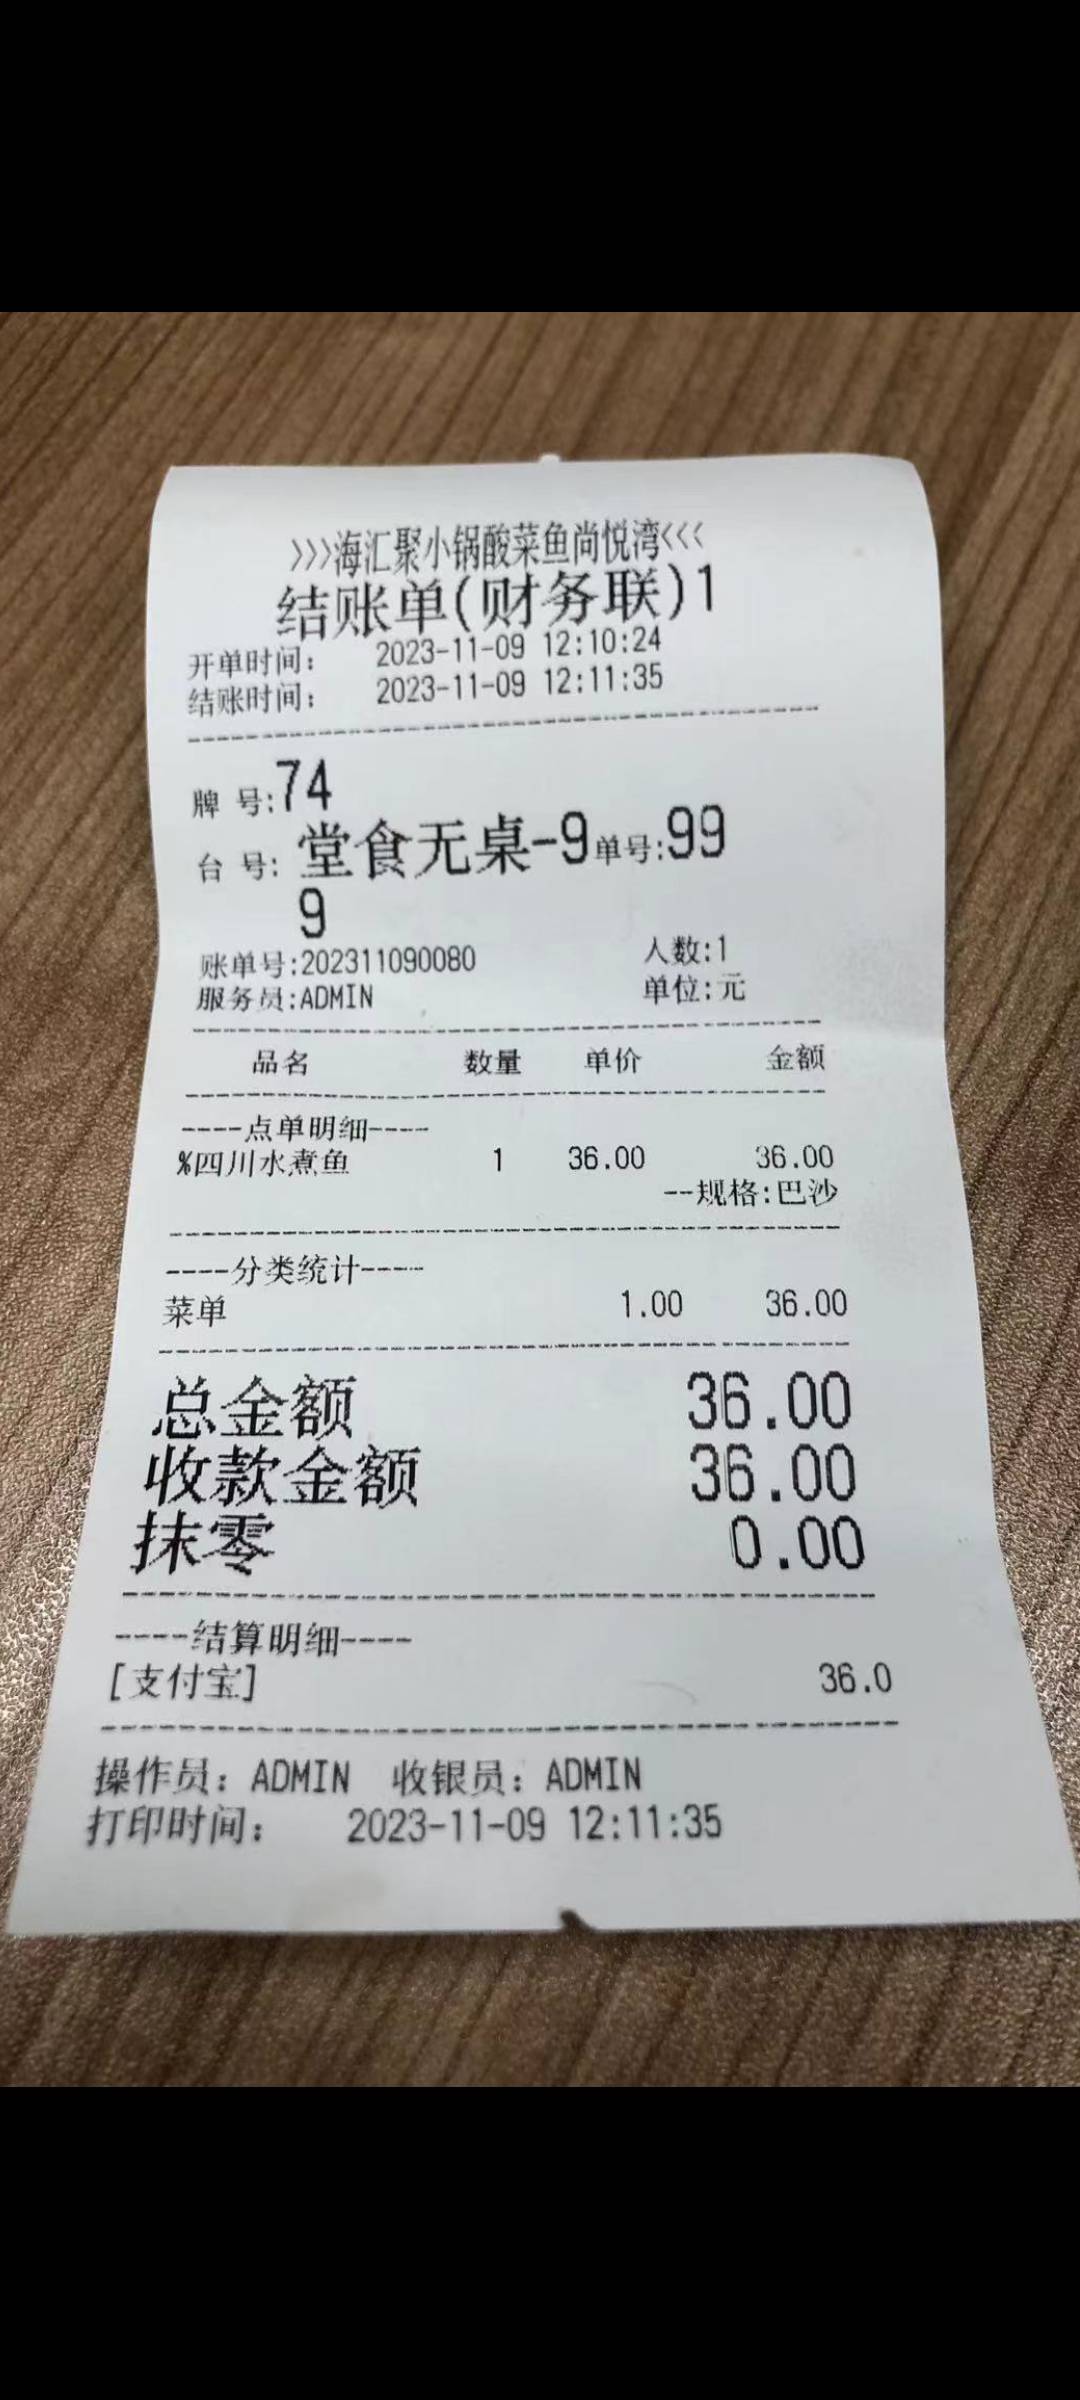 >>>海汇聚小锅酸菜鱼尚悦湾<<<
结账单(财务联)1
开单时间: 2023-11-09 12:10:24
结账时间: 2023-11-09 12:11:35
牌 号:74
台 号: 堂食无桌-9 单号:99
9
账单号:202311090080 人数:1
服务员:ADMIN 单位:元
品名 数量 单价 金额
----点单明细----
%四川水煮鱼 1 36.00 36.00
--规格:巴沙
----分类统计----
菜单 1.00 36.00
总金额 36.00
收款金额 36.00
抹零 0.00
----结算明细----
[支付宝] 36.0
操作员: ADMIN 收银员: ADMIN
打印时间: 2023-11-09 12:11:35